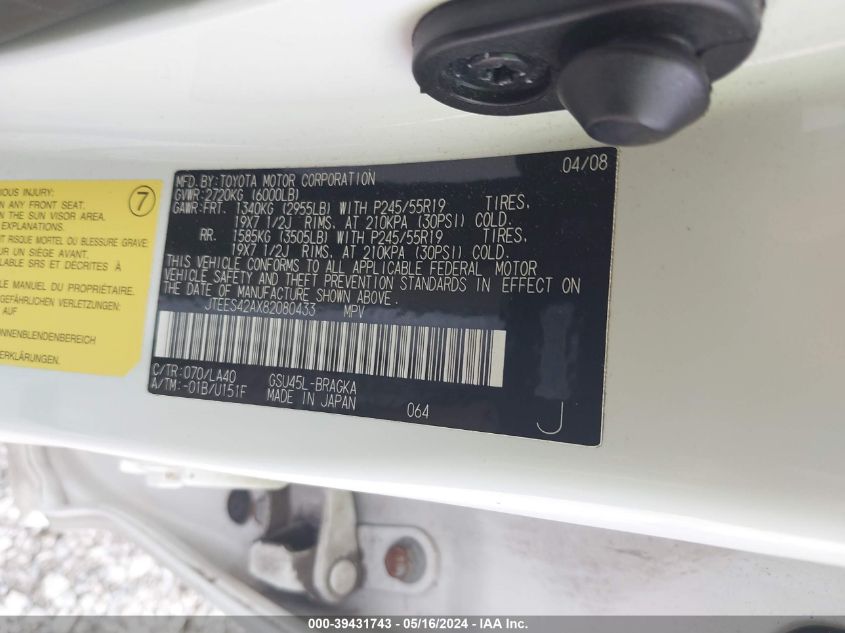 IOUS INJURY:
N ANY FRONT SEAT.
N THE SUN VISOR AREA.
EXPLANATIONS.
7
T RISQUE MORTEL OU BLESSURE GRAVE:
UR UN SIÈGE AVANT.
LABLE SRS ET DÉCRITES À
LE MANUEL DU PROPRIÉTAIRE.
GEFÄHRLICHEN VERLETZUNGEN:
AUF
ONNENBLENDENBEREICH
ERKLÄRUNGEN.
04/08
MFD.BY:TOYOTA MOTOR CORPORATION
GVWR:2720KG (6000LB)
GAWR:FRT. 1340KG (2955LB) WITH P245/55R19 TIRES,
19X7 1/2J RIMS, AT 210KPA (30PSI) COLD.
RR. 1585KG (3505LB) WITH P245/55R19 TIRES,
19X7 1/2J RIMS, AT 210KPA (30PSI) COLD.
THIS VEHICLE CONFORMS TO ALL APPLICABLE FEDERAL MOTOR
VEHICLE SAFETY AND THEFT PREVENTION STANDARDS IN EFFECT ON
THE DATE OF MANUFACTURE SHOWN ABOVE.
JTEES42AX82080433 MPV
C/TR:070/LA40 GSU45L-BRAGKA
A/TM:-01B/U151F MADE IN JAPAN
064
J
000-39431743 - 05/16/2024 - IAA Inc.